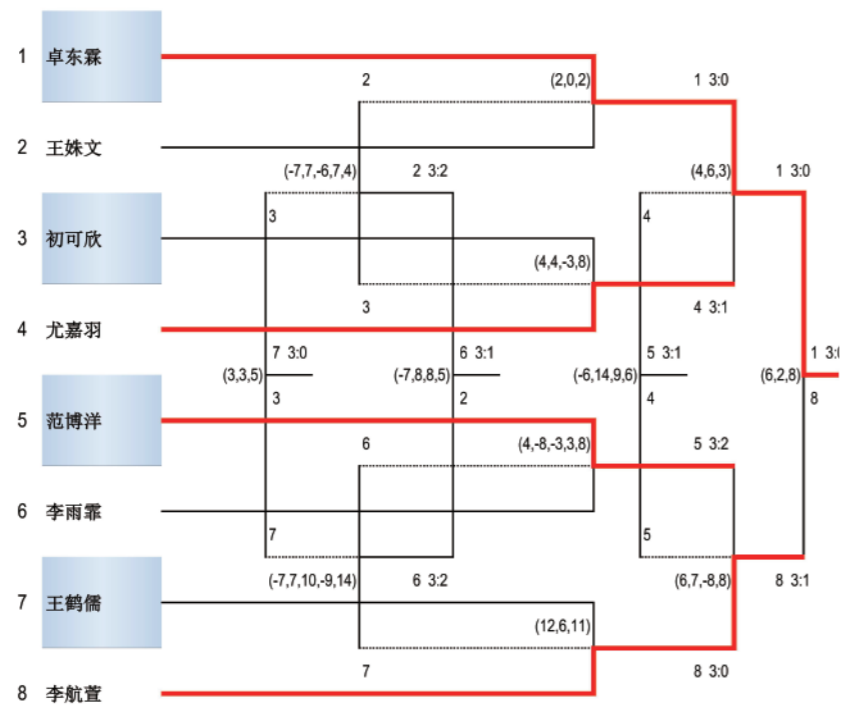 1 卓东霖
2 (2,0,2) 1 3:0
2 王姝文
(-7,7,-6,7,4) 2 3:2 (4,6,3) 1 3:0
3 4
3 初可欣
(4,4,-3,8)
3 4 3:1
4 尤嘉羽
7 3:0 6 3:1 5 3:1 1 3:
(3,3,5) (-7,8,8,5) (-6,14,9,6) (6,2,8)
3 2 4 8
5 范博洋
6 (4,-8,-3,3,8) 5 3:2
6 李雨霏
7 5
(-7,7,10,-9,14) 6 3:2 (6,7,-8,8) 8 3:1
7 王鹤儒
(12,6,11)
7 8 3:0
8 李航萱